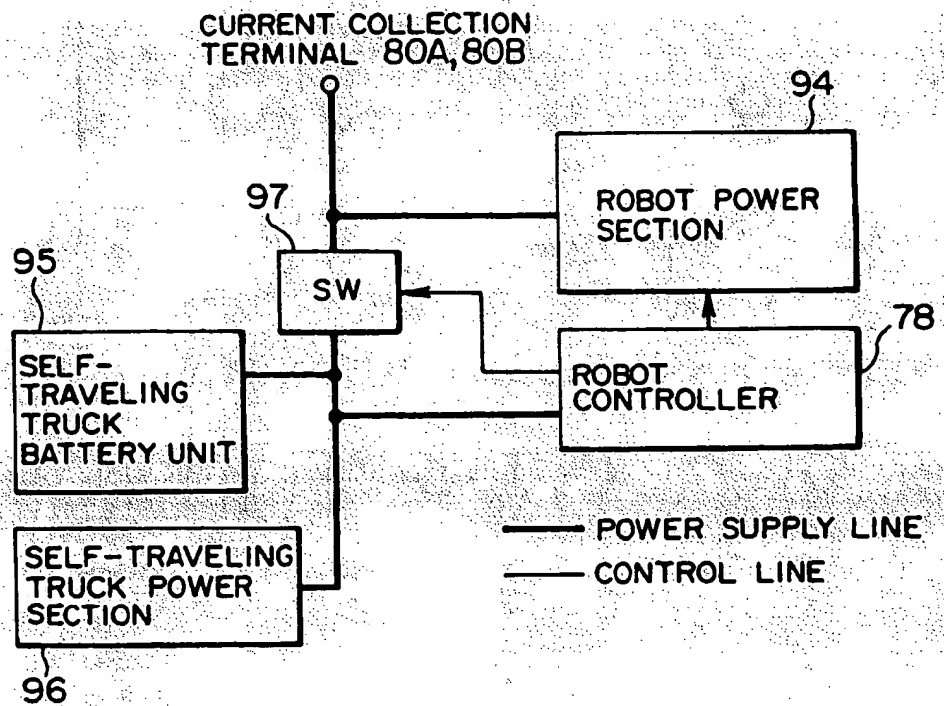 CURRENT COLLECTION
TERMINAL 80A, 80B
94
ROBOT POWER
SECTION
97
SW
95
SELF-
TRAVELING
TRUCK
BATTERY UNIT
78
ROBOT
CONTROLLER
SELF-TRAVELING
TRUCK POWER
SECTION
96
POWER SUPPLY LINE
CONTROL LINE